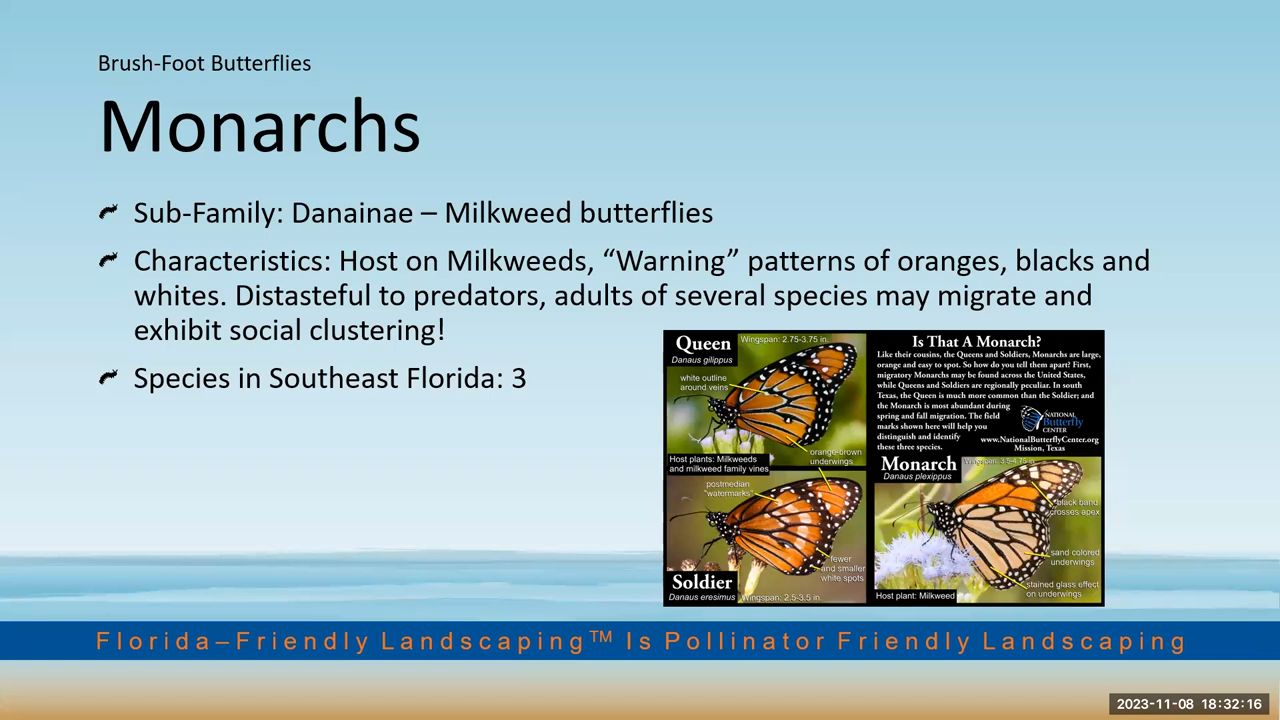 Brush-Foot Butterflies
Monarchs
Sub-Family: Danainae – Milkweed butterflies
Characteristics: Host on Milkweeds, “Warning” patterns of oranges, blacks and
whites. Distasteful to predators, adults of several species may migrate and
exhibit social clustering!
Species in Southeast Florida: 3
Queen
Danaus gilippus
Wingspan: 2.75-3.75 in.
white outline
around veins
orange-brown
underwings
Host plants: Milkweeds
and milkweed family vines
postmedian
"watermarks"
fewer
and smaller
white spots
Soldier
Danaus eresimus
Wingspan: 2.5-3.5 in.
Is That A Monarch?
Like their cousins, the Queens and Soldiers, Monarchs are large,
orange and easy to spot. So how do you tell them apart? First,
migratory Monarchs may be found across the United States,
while Queens and Soldiers are regionally peculiar. In south
Texas, the Queen is much more common than the Soldier; and
the Monarch is most abundant during
spring and fall migration. The field
marks shown here will help you
distinguish and identify
these three species.
NATIONAL
Butterfly
CENTER
www.NationalButterflyCenter.org
Mission, Texas
Monarch
Danaus plexippus
Wingspan: 3.5-4.75 in.
black band
crosses apex
sand colored
underwings
stained glass effect
on underwings
Host plant: Milkweed
Florida–Friendly Landscaping™ Is Pollinator Friendly Landscaping
2023-11-08 18:32:16